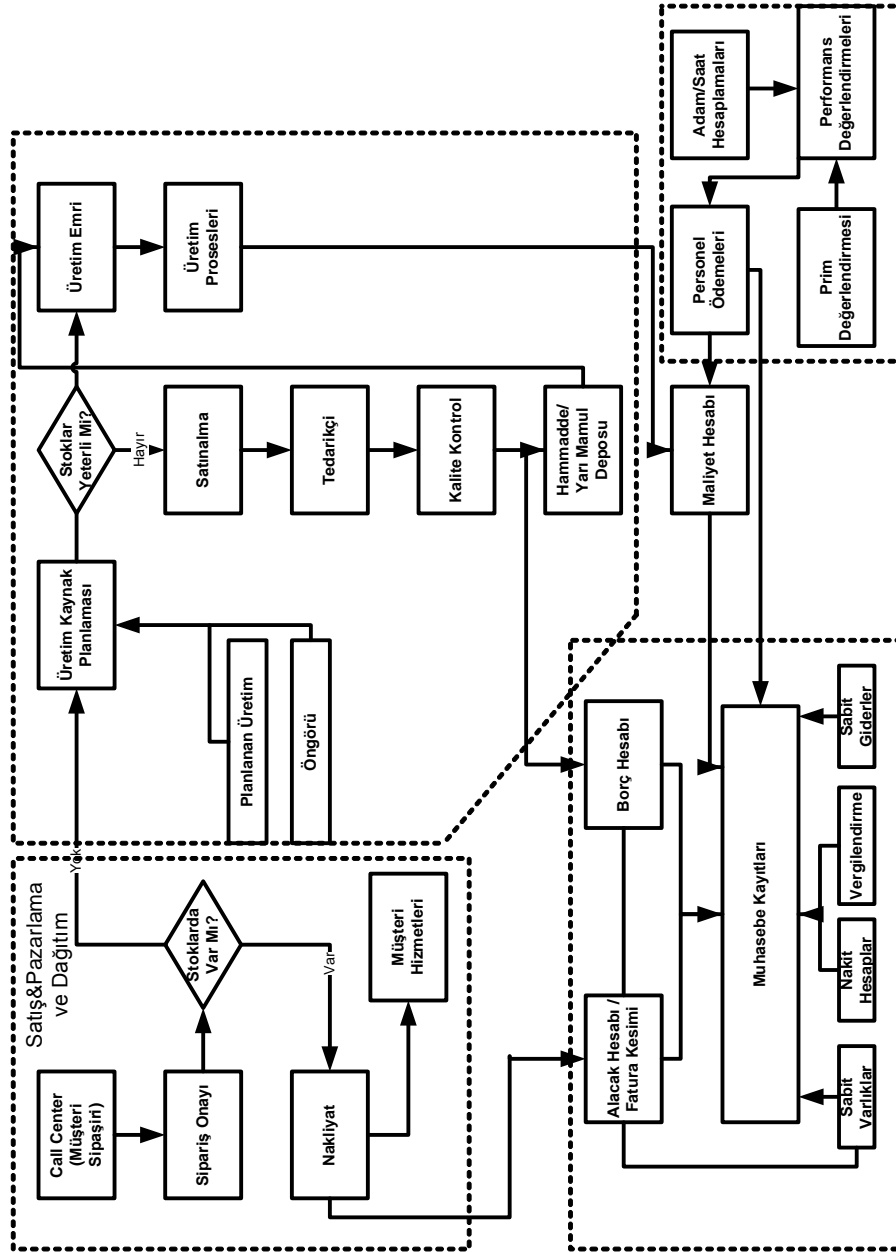 Satış&Pazarlama
ve Dağıtım
Call Center
(Müşteri
Sipaşiri)
Sipariş Onayı
Stoklarda
Var Mı?
Yok
Var
Nakliyat
Müşteri
Hizmetleri
Üretim Kaynak
Planlaması
Planlanan Üretim
Öngörü
Stoklar
Yeterli Mi?
Hayır
Üretim Emri
Üretim
Prosesleri
Satınalma
Tedarikçi
Kalite Kontrol
Hammadde/
Yarı Mamul
Deposu
Alacak Hesabı /
Fatura Kesimi
Borç Hesabı
Muhasebe Kayıtları
Sabit
Varlıklar
Nakit
Hesaplar
Vergilendirme
Sabit
Giderler
Maliyet Hesabı
Personel
Ödemeleri
Adam/Saat
Hesaplamaları
Prim
Değerlendirmesi
Performans
Değerlendirmeleri